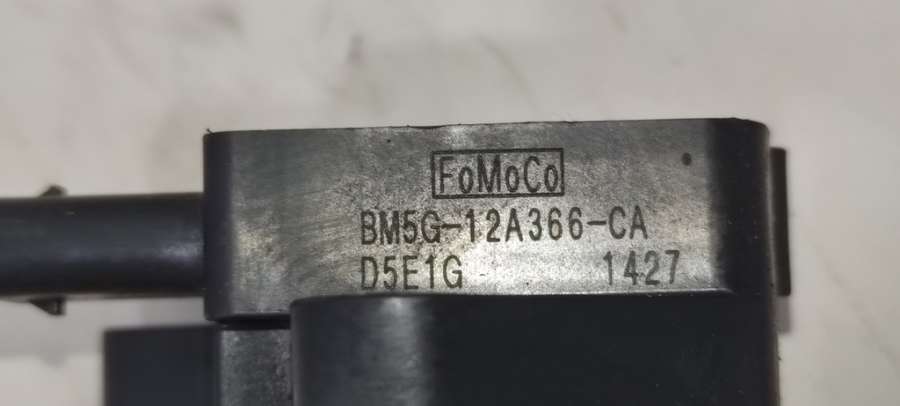 FoMoCo
BM5G-12A366-CA
D5E1G 1427